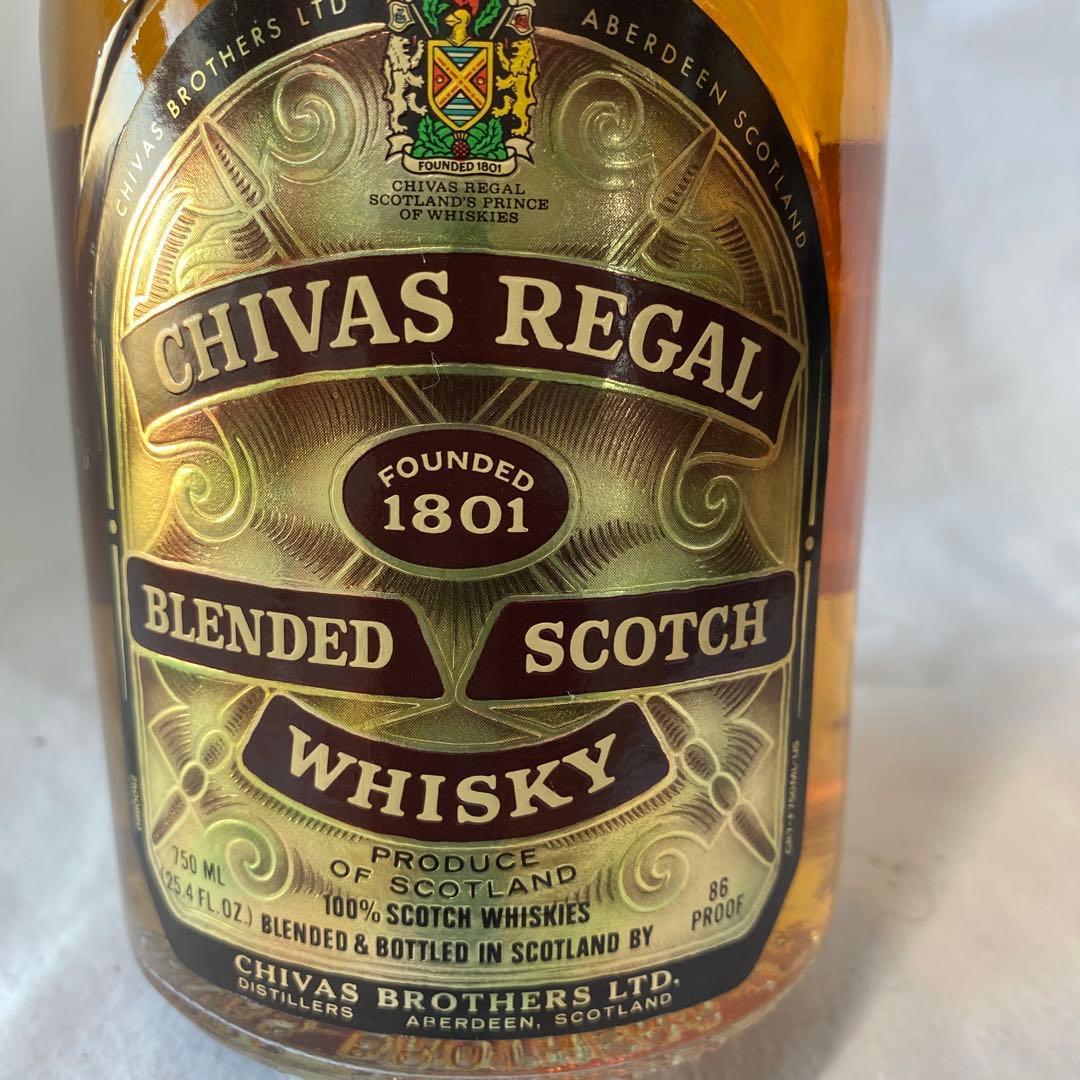 CHIVAS BROTHERS LTD
ABERDEEN SCOTLAND
FOUNDED 1801
CHIVAS REGAL
SCOTLAND'S PRINCE
OF WHISKIES
CHIVAS REGAL
FOUNDED
1801
BLENDED SCOTCH
WHISKY
PRODUCE
OF SCOTLAND
750 ML
(25.4 FL.OZ.)
100% SCOTCH WHISKIES
86
PROOF
BLENDED & BOTTLED IN SCOTLAND BY
CHIVAS BROTHERS LTD.
DISTILLERS
ABERDEEN, SCOTLAND